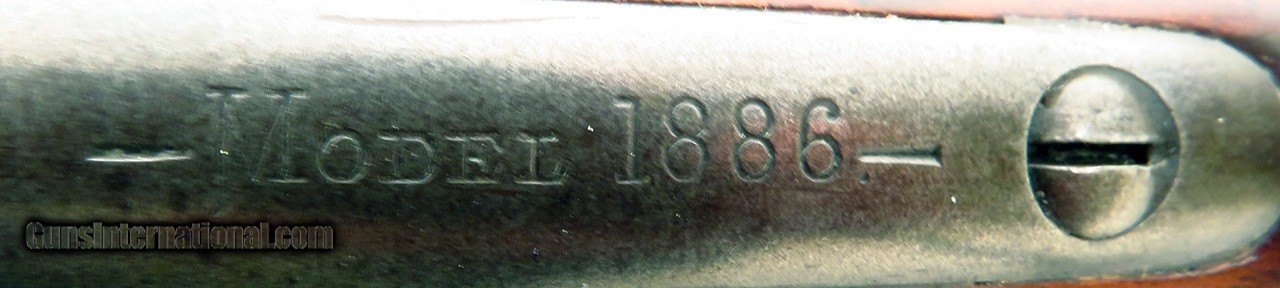 — MODEL 1886. —
GunsInternational.com